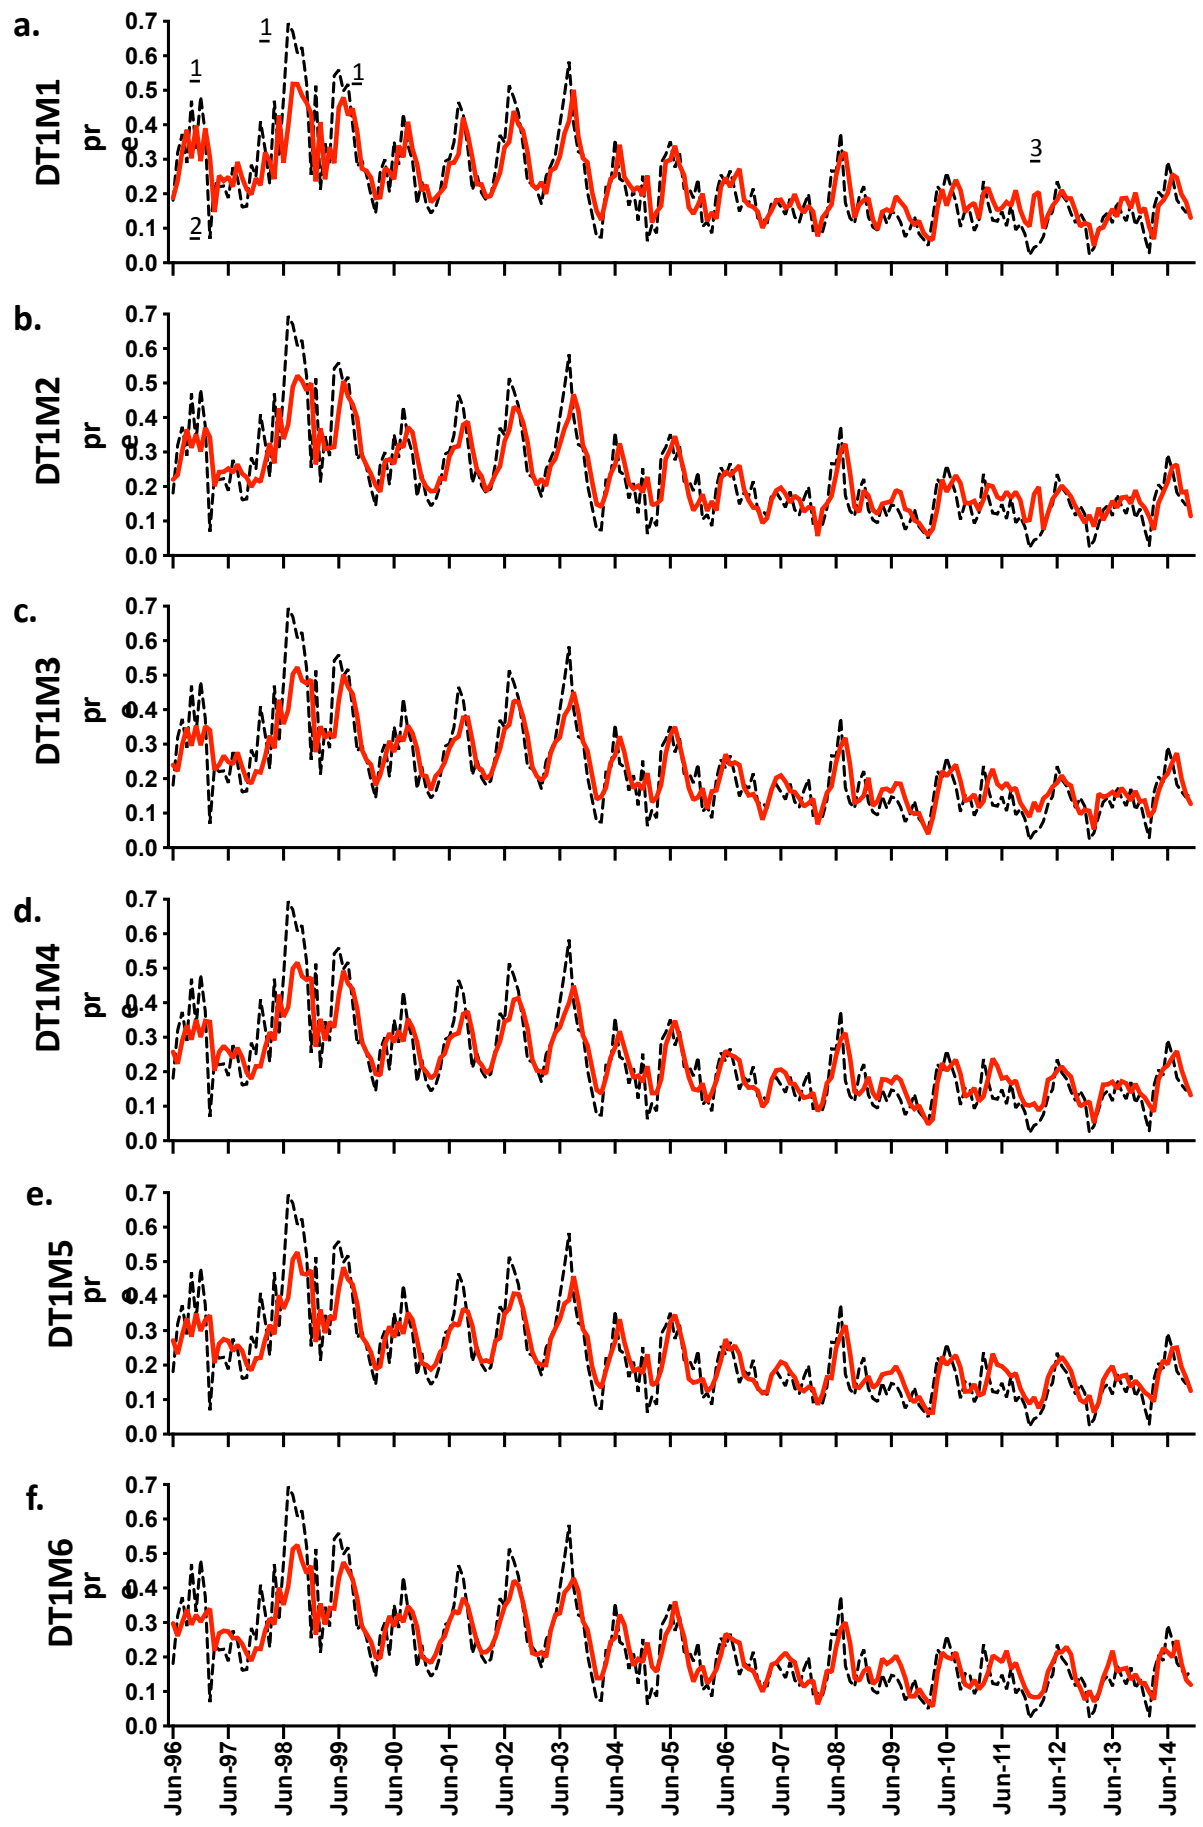 a.
DT1M1
pr
e
0.7
0.6
0.5
0.4
0.3
0.2
0.1
0.0
1
1
1
2
3
b.
DT1M2
pr
e
0.7
0.6
0.5
0.4
0.3
0.2
0.1
0.0
c.
DT1M3
pr
e
0.7
0.6
0.5
0.4
0.3
0.2
0.1
0.0
d.
DT1M4
pr
e
0.7
0.6
0.5
0.4
0.3
0.2
0.1
0.0
e.
DT1M5
pr
e
0.7
0.6
0.5
0.4
0.3
0.2
0.1
0.0
f.
DT1M6
pr
e
0.7
0.6
0.5
0.4
0.3
0.2
0.1
0.0
Jun-96
Jun-97
Jun-98
Jun-99
Jun-00
Jun-01
Jun-02
Jun-03
Jun-04
Jun-05
Jun-06
Jun-07
Jun-08
Jun-09
Jun-10
Jun-11
Jun-12
Jun-13
Jun-14